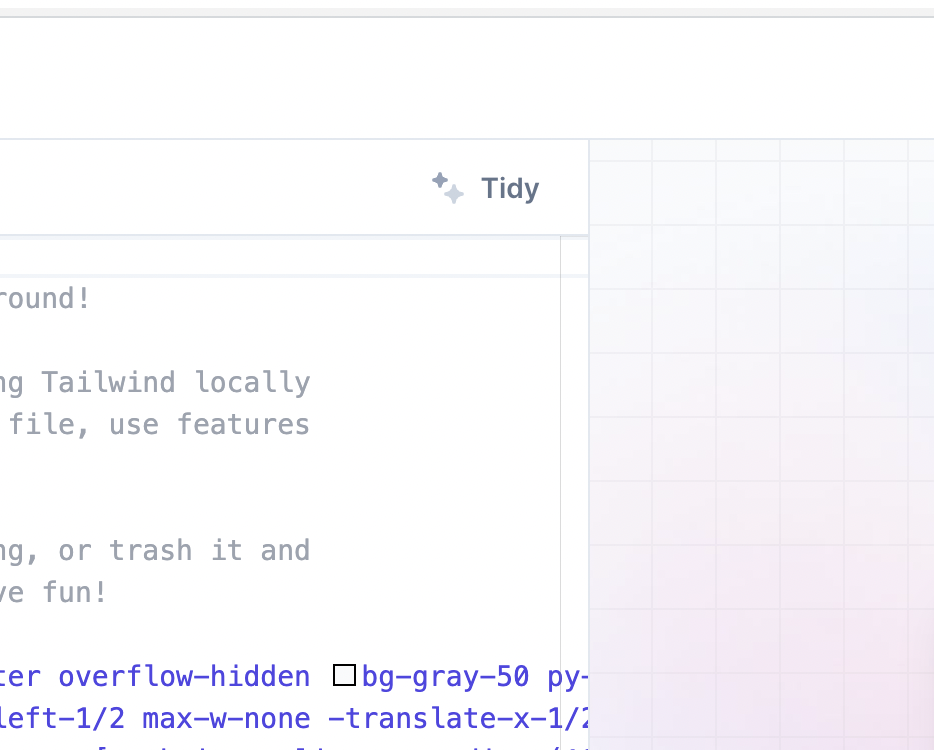 Tidy
round!
ng Tailwind locally
file, use features
ng, or trash it and
ve fun!
ter overflow-hidden bg-gray-50 py-
left-1/2 max-w-none -translate-x-1/2